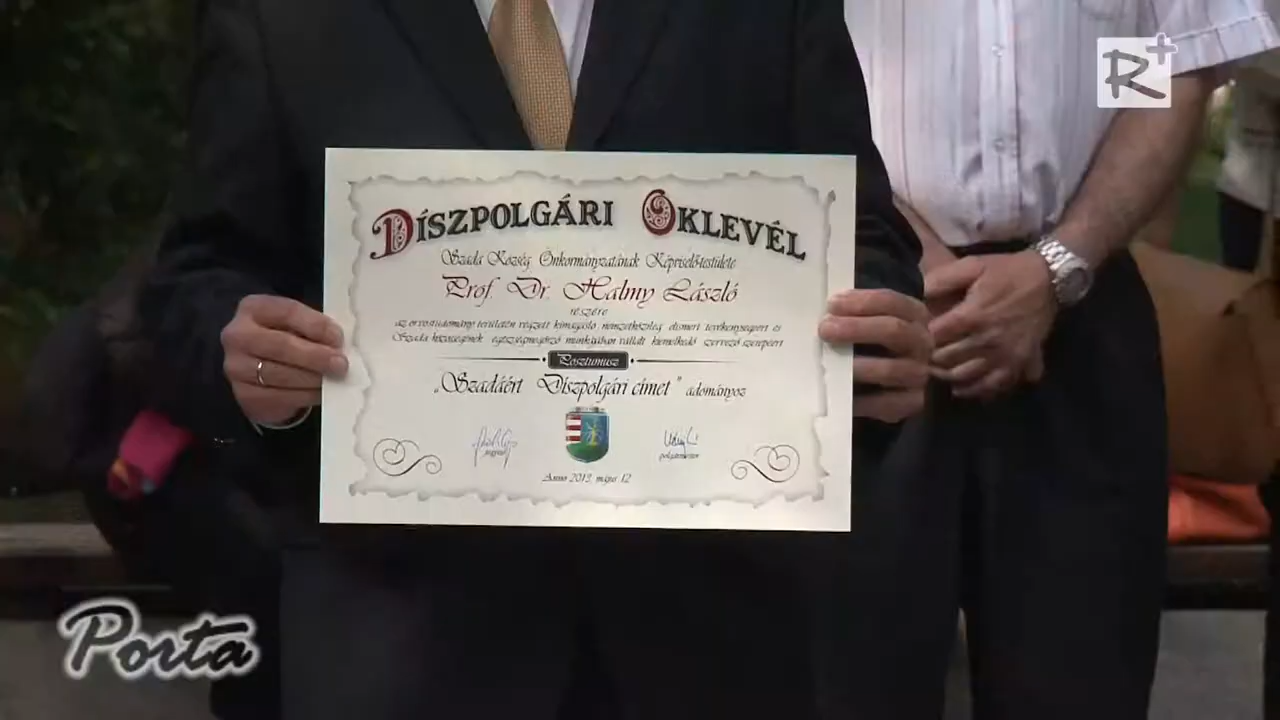 R+
DÍSZPOLGÁRI OKLEVÉL
Szada Község Önkormányzatának Képviselő-testülete
Prof. Dr. Halmy László
részére
az orvostudomány területén végzett kimagasló nemzetközileg elismert tevékenységéért és
Szada közösségének egészségmegőrző munkájában vállalt kiemelkedő szervező szerepéért
Posztumusz
„Szadáért Díszpolgári címet" adományoz
jegyző
polgármester
Anno 2013. május 12.
Porta